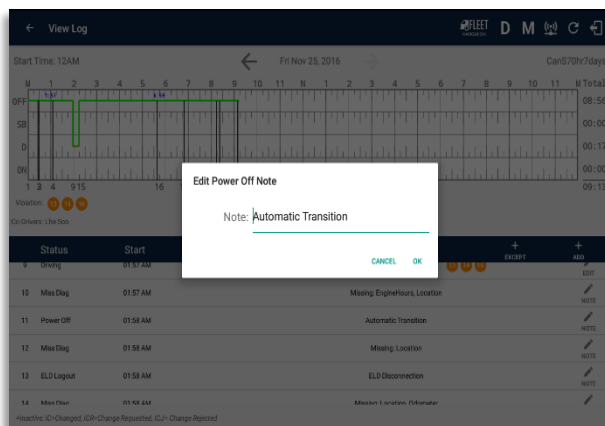 View Log
FLEET D M
NAVIGATION
Start Time: 12AM Fri Nov 25, 2016 CanS70hr7days
M 1 2 3 4 5 6 7 8 9 10 11 N 1 2 3 4 5 6 7 8 9 10 11 M Total
OFF 08:56
SB 00:00
D 00:17
ON 00:00
1 3 4 9 15 16 09:13
Violation:
Edit Power Off Note
Note: Automatic Transition
CANCEL OK
Status Start + EXCEPT + ADD
9 Driving 01:57 AM EDIT
10 Miss Diag 01:57 AM Missing: EngineHours, Location NOTE
11 Power Off 01:58 AM Automatic Transition NOTE
12 Miss Diag 01:58 AM Missing: Location NOTE
13 ELD Logout 01:58 AM ELD Disconnection NOTE
14 Miss Diag 01:58 AM Missing: Location, Odometer
IC=Changed, ICR=Change Requested, ICJ= Change Rejected